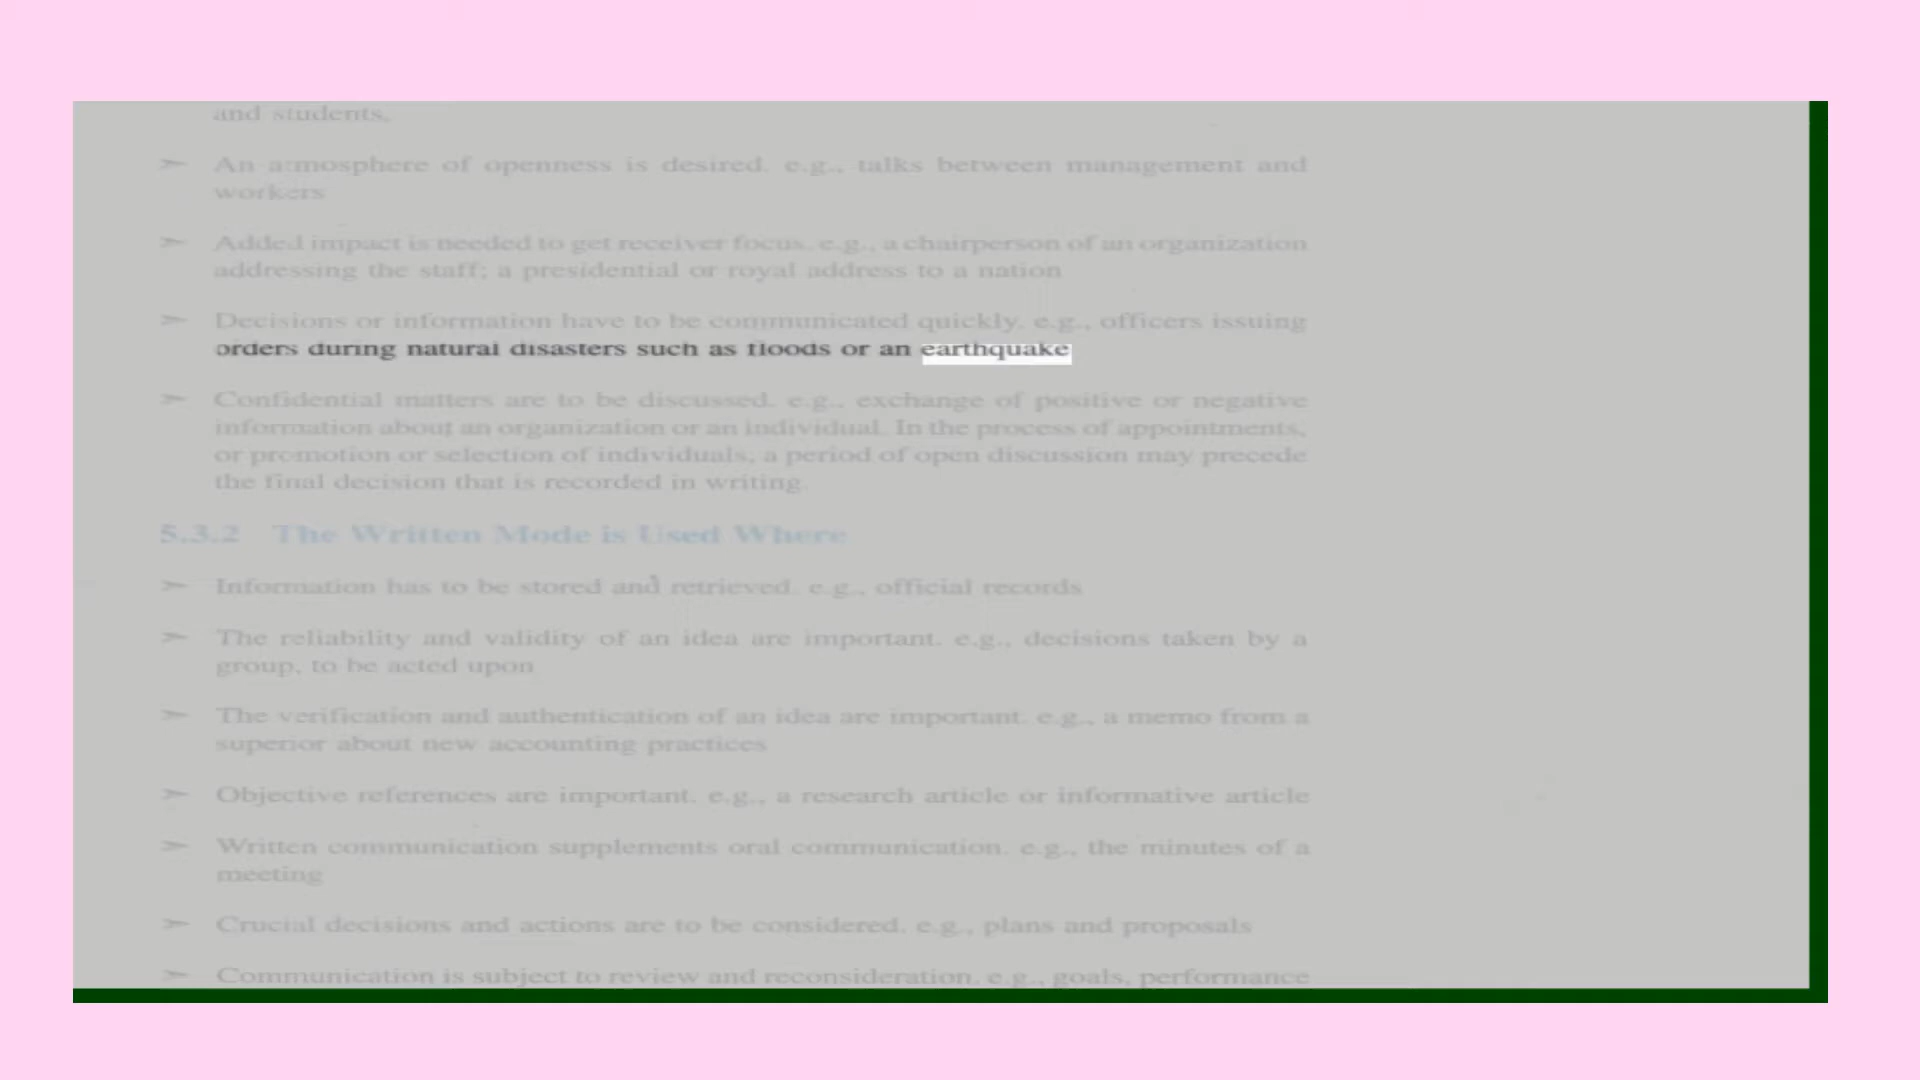 and students,
➢ An atmosphere of openness is desired. e.g., talks between management and
workers
➢ Added impact is needed to get receiver focus. e.g., a chairperson of an organization
addressing the staff; a presidential or royal address to a nation
➢ Decisions or information have to be communicated quickly. e.g., officers issuing
orders during natural disasters such as floods or an earthquake
➢ Confidential matters are to be discussed. e.g., exchange of positive or negative
information about an organization or an individual. In the process of appointments,
or promotion or selection of individuals, a period of open discussion may precede
the final decision that is recorded in writing.
5.3.2 The Written Mode is Used Where
➢ Information has to be stored and retrieved. e.g., official records
➢ The reliability and validity of an idea are important. e.g., decisions taken by a
group, to be acted upon
➢ The verification and authentication of an idea are important. e.g., a memo from a
superior about new accounting practices
➢ Objective references are important. e.g., a research article or informative article
➢ Written communication supplements oral communication. e.g., the minutes of a
meeting
➢ Crucial decisions and actions are to be considered. e.g., plans and proposals
➢ Communication is subject to review and reconsideration. e.g., goals, performance